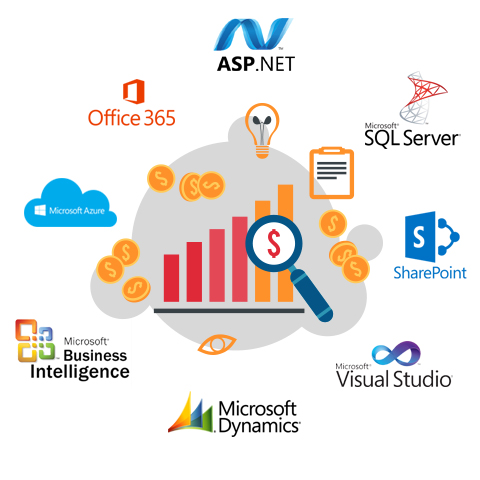 ASP.NET
Office 365
Microsoft®
SQL Server®
Microsoft Azure
SharePoint
Microsoft®
Business
Intelligence
Microsoft®
Visual Studio®
Microsoft
Dynamics®
$
$
$
$
$
$
$
$
$
$